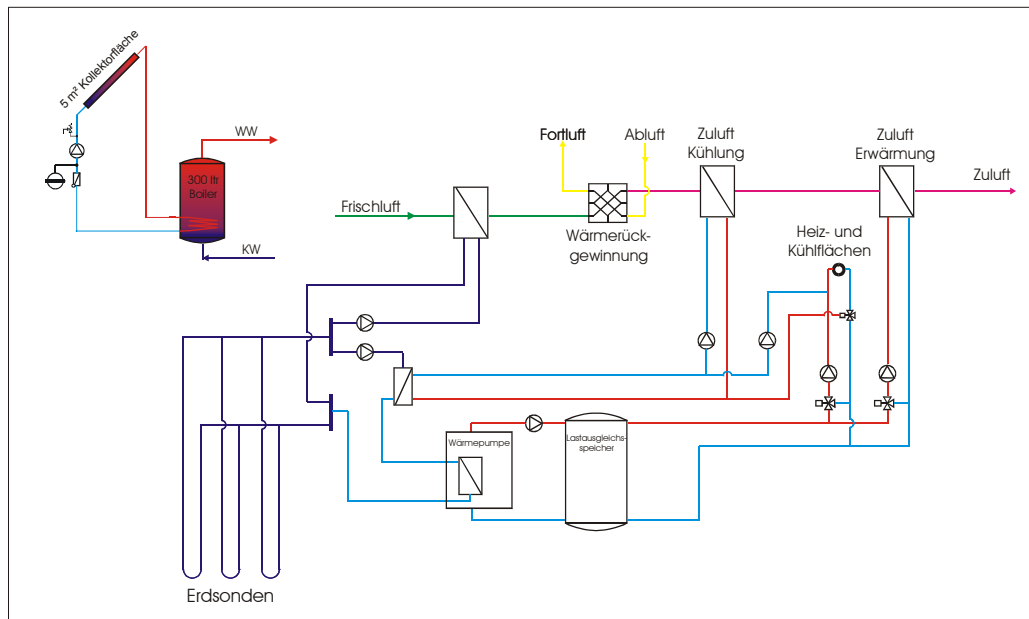 5 m² Kollektorfläche
WW
300 ltr
Boiler
KW
Fortluft
Abluft
Zuluft
Kühlung
Zuluft
Erwärmung
Zuluft
Frischluft
Wärmerück-
gewinnung
Heiz- und
Kühlflächen
Wärmepumpe
Lastausgleichs-
speicher
Erdsonden